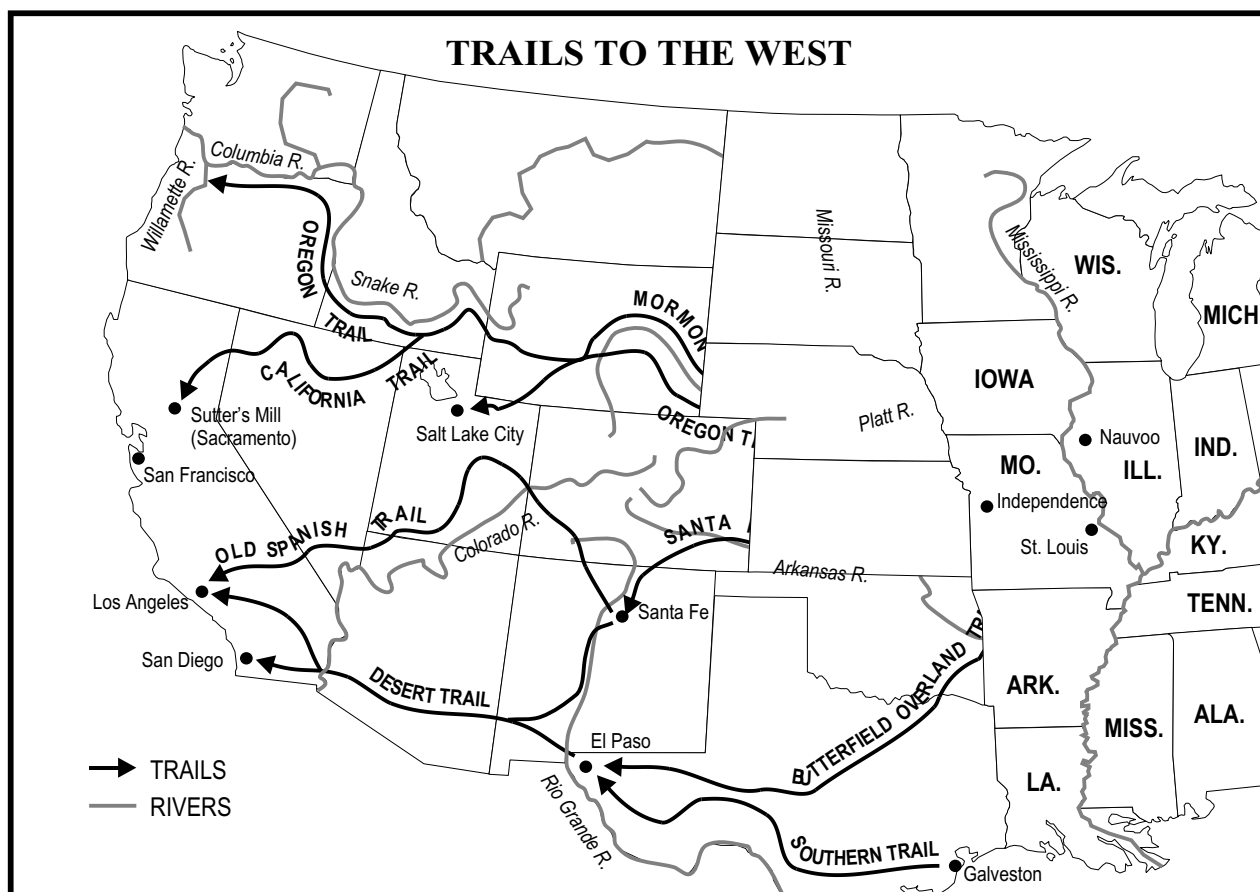 TRAILS TO THE WEST
Columbia R.
Willamette R.
OREGON
TRAIL
Snake R.
Missouri R.
Mississippi R.
WIS.
MICH
MORMON
CALIFORNIA
TRAIL
IOWA
Sutter's Mill
(Sacramento)
Salt Lake City
OREGON T
Platt R.
Nauvoo
IND.
San Francisco
MO.
ILL.
Independence
St. Louis
KY.
OLD SPANISH
TRAIL
Colorado R.
SANTA
Arkansas R.
Los Angeles
Santa Fe
TENN.
San Diego
DESERT TRAIL
BUTTERFIELD OVERLAND TR
ARK.
MISS.
ALA.
El Paso
LA.
TRAILS
RIVERS
Rio Grande R.
SOUTHERN TRAIL
Galveston